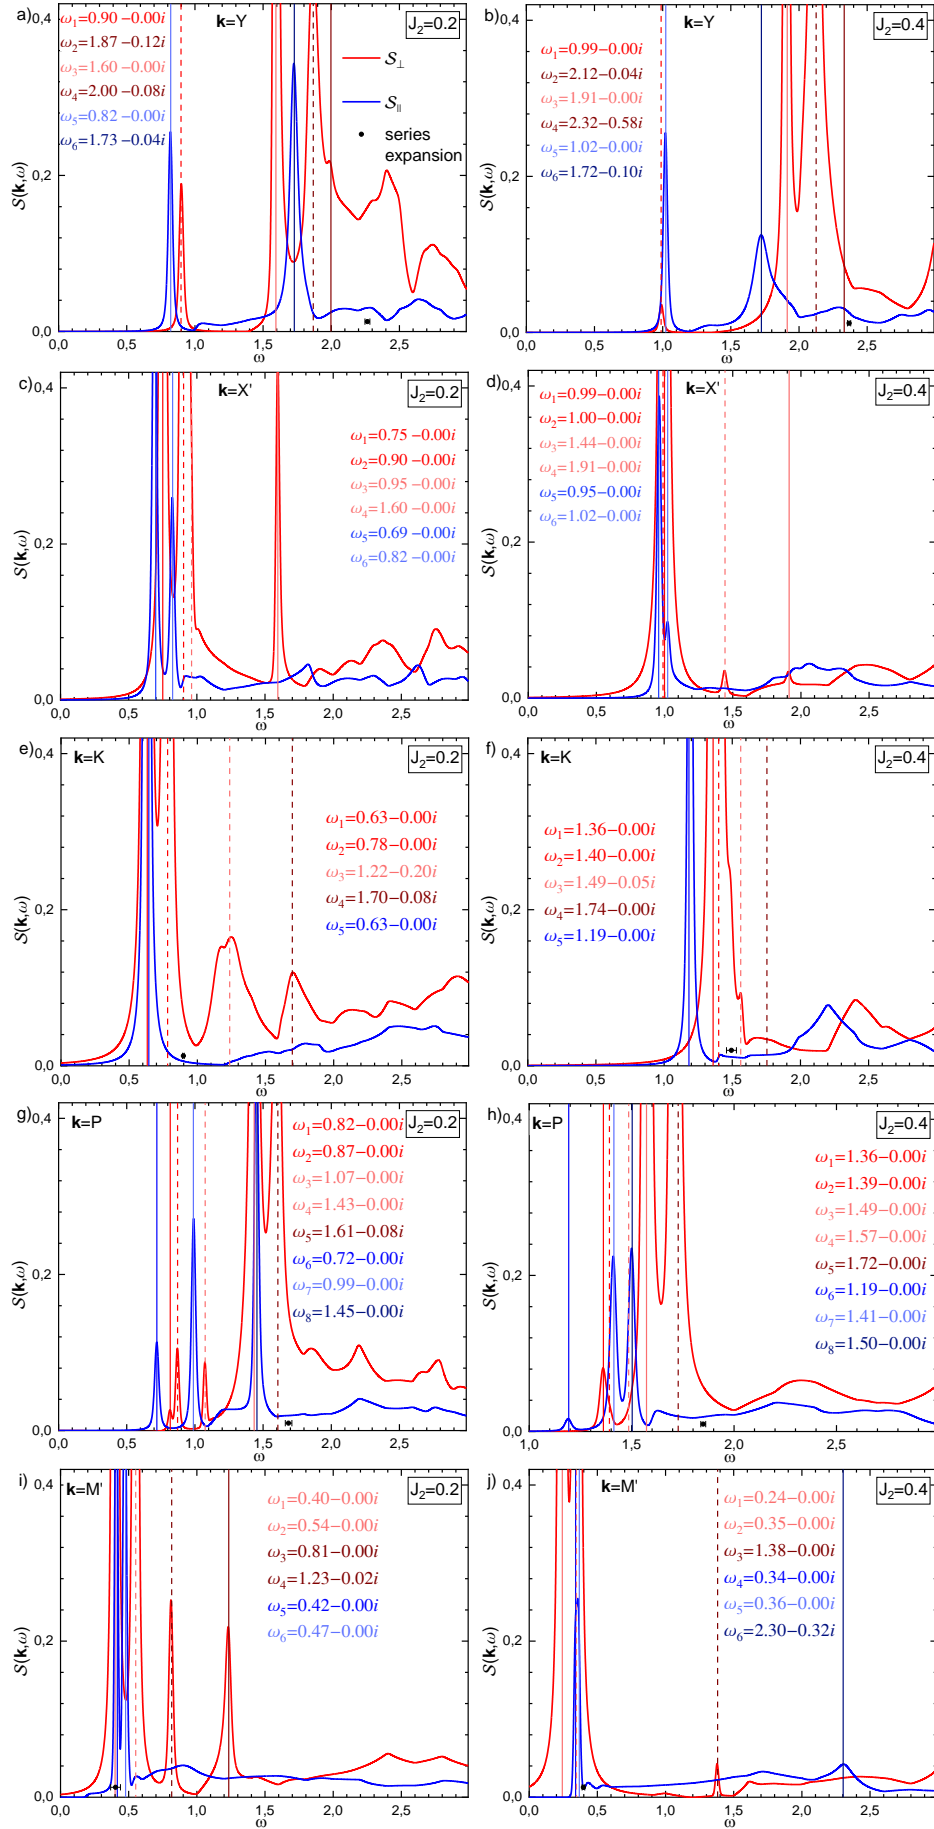 a) 0,4
k=Y
J₂=0.2
ω₁=0.90 -0.00i
ω₂=1.87-0.12i
ω₃=1.60 -0.00i
ω₄=2.00-0.08i
ω₅=0.82-0.00i
ω₆=1.73-0.04i
S⊥
S||
series
expansion
S(k,ω)
0,2
0,0
0,0 0,5 1,0 1,5 2,0 2,5
ω
b) 0,4
k=Y
J₂=0.4
ω₁=0.99-0.00i
ω₂=2.12-0.04i
ω₃=1.91-0.00i
ω₄=2.32-0.58i
ω₅=1.02-0.00i
ω₆=1.72-0.10i
S(k,ω)
0,2
0,0
0,0 0,5 1,0 1,5 2,0 2,5
ω
c) 0,4
k=X'
J₂=0.2
ω₁=0.75 -0.00i
ω₂=0.90 -0.00i
ω₃=0.95 -0.00i
ω₄=1.60 -0.00i
ω₅=0.69 -0.00i
ω₆=0.82 -0.00i
S(k,ω)
0,2
0,0
0,0 0,5 1,0 1,5 2,0 2,5
ω
d) 0,4
k=X'
J₂=0.4
ω₁=0.99-0.00i
ω₂=1.00-0.00i
ω₃=1.44-0.00i
ω₄=1.91-0.00i
ω₅=0.95-0.00i
ω₆=1.02-0.00i
S(k,ω)
0,2
0,0
0,0 0,5 1,0 1,5 2,0 2,5
ω
e) 0,4
k=K
J₂=0.2
ω₁=0.63-0.00i
ω₂=0.78-0.00i
ω₃=1.22-0.20i
ω₄=1.70-0.08i
ω₅=0.63-0.00i
S(k,ω)
0,2
0,0
0,0 0,5 1,0 1,5 2,0 2,5
ω
f) 0,4
k=K
J₂=0.4
ω₁=1.36-0.00i
ω₂=1.40-0.00i
ω₃=1.49-0.05i
ω₄=1.74-0.00i
ω₅=1.19-0.00i
S(k,ω)
0,2
0,0
0,0 0,5 1,0 1,5 2,0 2,5
ω
g) 0,4
k=P
J₂=0.2
ω₁=0.82-0.00i
ω₂=0.87-0.00i
ω₃=1.07-0.00i
ω₄=1.43-0.00i
ω₅=1.61-0.08i
ω₆=0.72-0.00i
ω₇=0.99-0.00i
ω₈=1.45-0.00i
S(k,ω)
0,2
0,0
0,0 0,5 1,0 1,5 2,0 2,5
ω
h) 0,4
k=P
J₂=0.4
ω₁=1.36-0.00i
ω₂=1.39-0.00i
ω₃=1.49-0.00i
ω₄=1.57-0.00i
ω₅=1.72-0.00i
ω₆=1.19-0.00i
ω₇=1.41-0.00i
ω₈=1.50-0.00i
S(k,ω)
0,2
0,0
1,0 1,5 2,0 2,5
ω
i) 0,4
k=M'
J₂=0.2
ω₁=0.40-0.00i
ω₂=0.54-0.00i
ω₃=0.81-0.00i
ω₄=1.23-0.02i
ω₅=0.42-0.00i
ω₆=0.47-0.00i
S(k,ω)
0,2
0,0
0,0 0,5 1,0 1,5 2,0 2,5
ω
j) 0,4
k=M'
J₂=0.4
ω₁=0.24-0.00i
ω₂=0.35-0.00i
ω₃=1.38-0.00i
ω₄=0.34-0.00i
ω₅=0.36-0.00i
ω₆=2.30-0.32i
S(k,ω)
0,2
0,0
0,0 0,5 1,0 1,5 2,0 2,5
ω